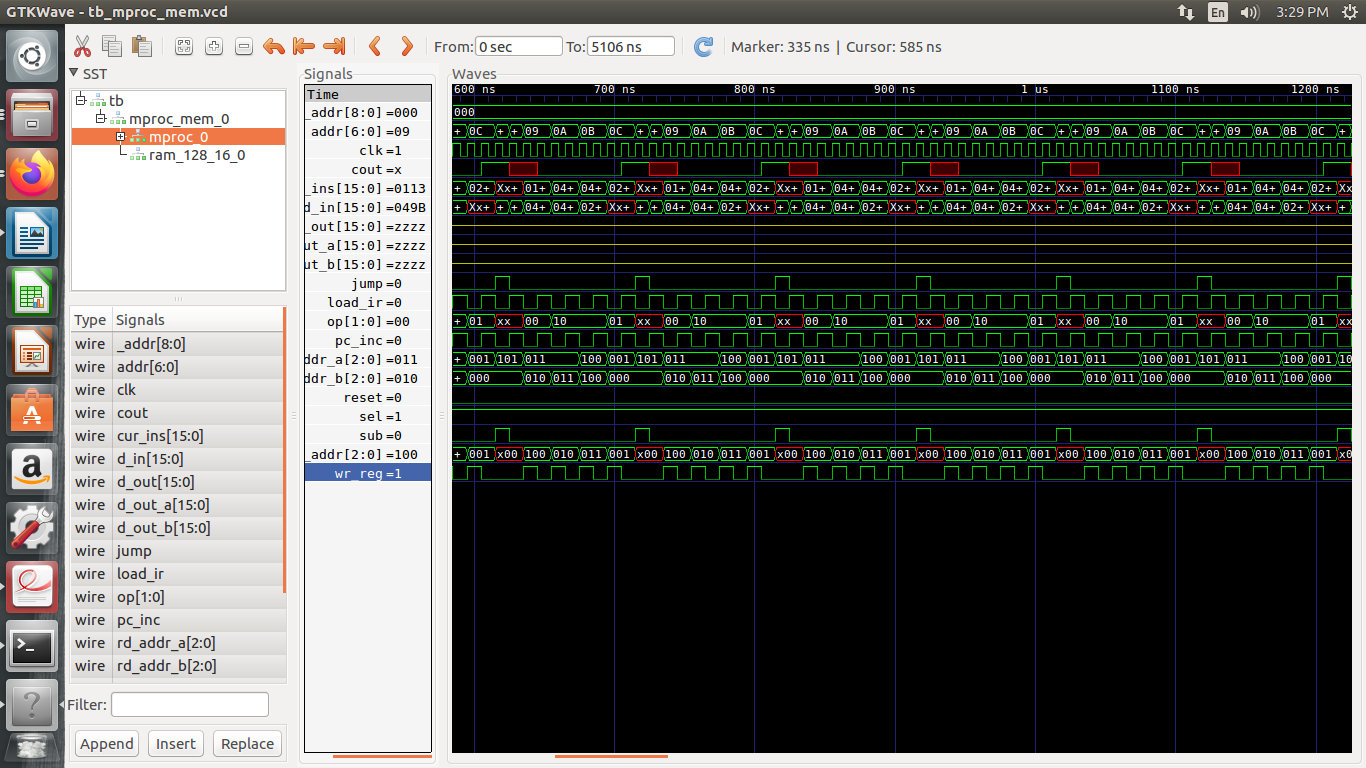 GTKWave - tb_mproc_mem.vcd
En
3:29 PM
From: 0 sec To: 5106 ns Marker: 335 ns | Cursor: 585 ns
SST
tb
mproc_mem_0
mproc_0
ram_128_16_0
Type Signals
wire _addr[8:0]
wire addr[6:0]
wire clk
wire cout
wire cur_ins[15:0]
wire d_in[15:0]
wire d_out[15:0]
wire d_out_a[15:0]
wire d_out_b[15:0]
wire jump
wire load_ir
wire op[1:0]
wire pc_inc
wire rd_addr_a[2:0]
wire rd_addr_b[2:0]
Filter:
Append Insert Replace
Signals
Time
_addr[8:0] =000
addr[6:0] =09
clk =1
cout =x
_ins[15:0] =0113
d_in[15:0] =049B
_out[15:0] =zzzz
ut_a[15:0] =zzzz
ut_b[15:0] =zzzz
jump =0
load_ir =0
op[1:0] =00
pc_inc =0
ddr_a[2:0] =011
ddr_b[2:0] =010
reset =0
sel =1
sub =0
_addr[2:0] =100
wr_reg =1
Waves
600 ns 700 ns 800 ns 900 ns 1 us 1100 ns 1200 ns
000
+ 0C + + 09 0A 0B 0C + + 09 0A 0B 0C + + 09 0A 0B 0C + + 09 0A 0B 0C + + 09 0A 0B 0C + + 09 0A 0B 0C +
+ 02+ Xx+ 01+ 04+ 04+ 02+ Xx+ 01+ 04+ 04+ 02+ Xx+ 01+ 04+ 04+ 02+ Xx+ 01+ 04+ 04+ 02+ Xx+ 01+ 04+ 04+ 02+ Xx+ 01+ 04+ 04+ 02+ Xx
+ Xx+ + + 04+ 04+ 02+ Xx+ + + 04+ 04+ 02+ Xx+ + + 04+ 04+ 02+ Xx+ + + 04+ 04+ 02+ Xx+ + + 04+ 04+ 02+ Xx+ + + 04+ 04+ 02+ Xx+ +
+ 01 xx 00 10 01 xx 00 10 01 xx 00 10 01 xx 00 10 01 xx 00 10 01 xx 00 10 01 xx
+ 001 101 011 100 001 101 011 100 001 101 011 100 001 101 011 100 001 101 011 100 001 101 011 100 001 10
+ 000 010 011 100 000 010 011 100 000 010 011 100 000 010 011 100 000 010 011 100 000 010 011 100 000
+ 001 x00 100 010 011 001 x00 100 010 011 001 x00 100 010 011 001 x00 100 010 011 001 x00 100 010 011 001 x00 100 010 011 001 x0